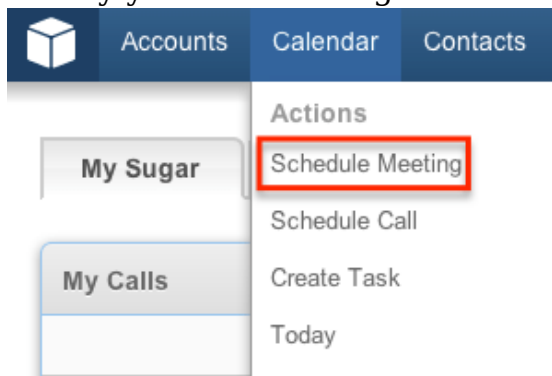 Accounts Calendar Contacts
Actions
My Sugar Schedule Meeting
Schedule Call
My Calls Create Task
Today